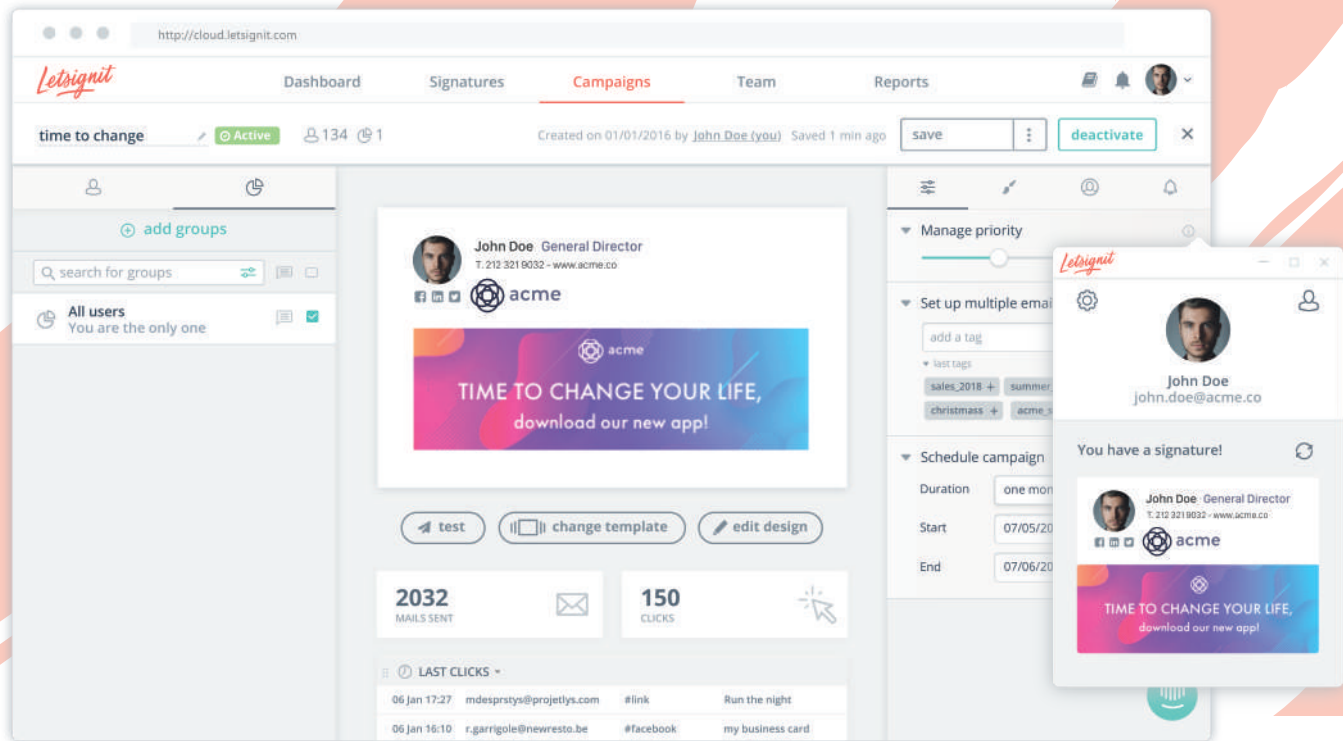 http://cloud.letsignit.com
Letsignit
Dashboard Signatures Campaigns Team Reports
time to change Active 134 1 Created on 01/01/2016 by John Doe (you) Saved 1 min ago save deactivate
add groups
search for groups
All users
You are the only one
John Doe General Director
T. 212 321 9032 - www.acme.co
acme
acme
TIME TO CHANGE YOUR LIFE,
download our new app!
test change template edit design
2032
MAILS SENT
150
CLICKS
LAST CLICKS
06 Jan 17:27 mdesprstys@projetlys.com #link Run the night
06 Jan 16:10 r.garrigole@newresto.be #facebook my business card
Manage priority
Set up multiple emai
add a tag
last tags
sales_2018 + summer_
christmass + acme_s
Schedule campaign
Duration one mon
Start 07/05/20
End 07/06/20
Letsignit
John Doe
john.doe@acme.co
You have a signature!
John Doe General Director
T. 212 321 9032 - www.acme.co
acme
TIME TO CHANGE YOUR LIFE,
download our new app!